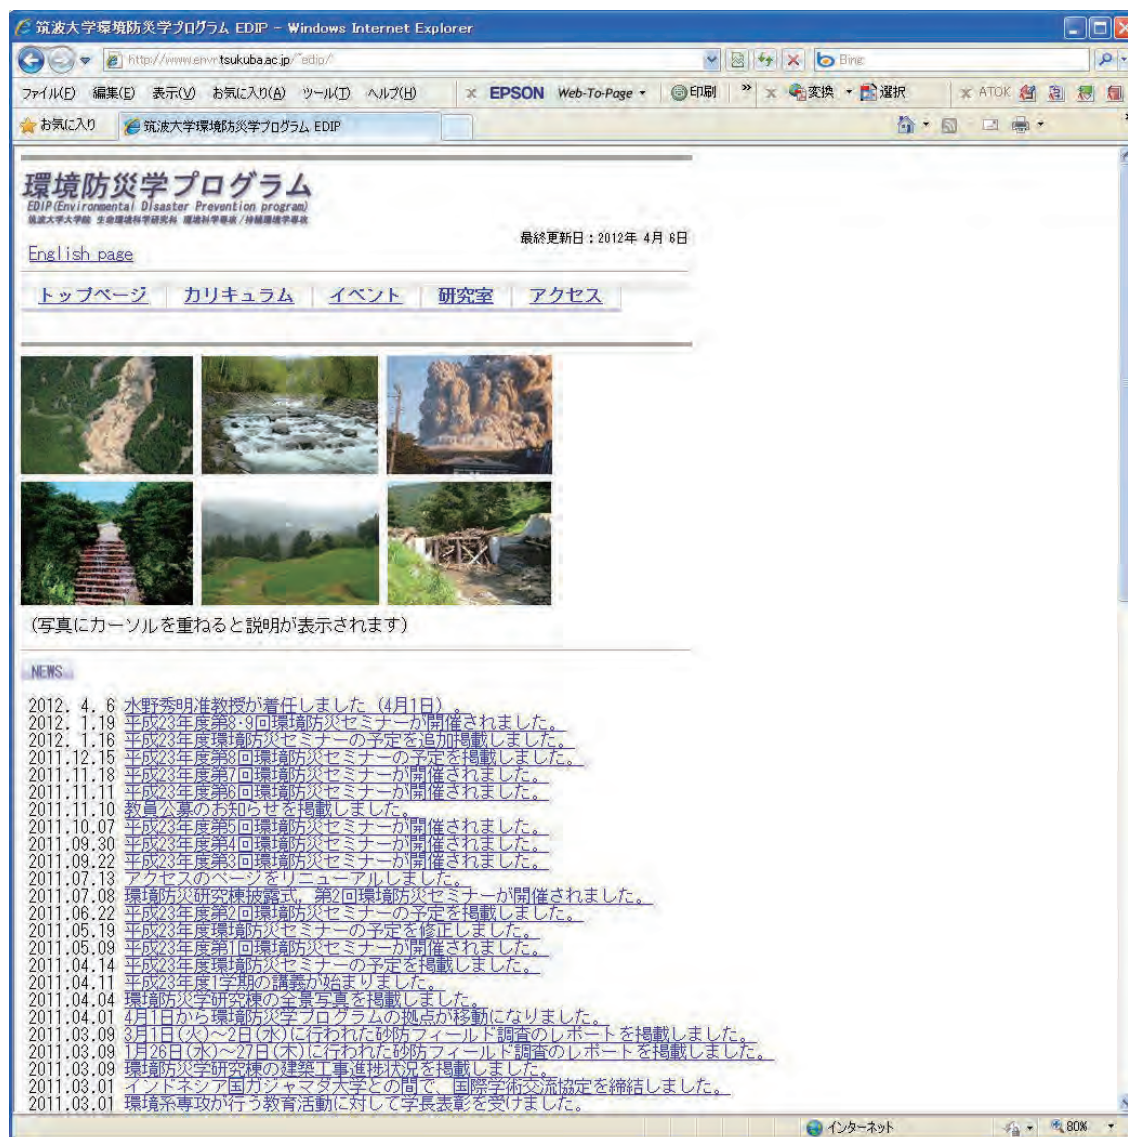 筑波大学環境防災学プログラム EDIP - Windows Internet Explorer
http://www.envr.tsukuba.ac.jp/~edip/
Bing
ファイル(F) 編集(E) 表示(V) お気に入り(A) ツール(T) ヘルプ(H) × EPSON Web-To-Page 印刷 » × 変換 選択 × ATOK
お気に入り 筑波大学環境防災学プログラム EDIP
環境防災学プログラム
EDIP(Environmental Disaster Prevention program)
筑波大学大学院 生命環境科学研究科 環境科学専攻/持続環境学専攻
最終更新日:2012年 4月 6日
English page
トップページ カリキュラム イベント 研究室 アクセス
(写真にカーソルを重ねると説明が表示されます)
NEWS
2012. 4. 6 水野秀明准教授が着任しました (4月1日) 。
2012. 1.19 平成23年度第8・9回環境防災セミナーが開催されました。
2012. 1.16 平成23年度環境防災セミナーの予定を追加掲載しました。
2011.12.15 平成23年度第8回環境防災セミナーの予定を掲載しました。
2011.11.18 平成23年度第7回環境防災セミナーが開催されました。
2011.11.11 平成23年度第6回環境防災セミナーが開催されました。
2011.11.10 教員公募のお知らせを掲載しました。
2011.10.07 平成23年度第5回環境防災セミナーが開催されました。
2011.09.30 平成23年度第4回環境防災セミナーが開催されました。
2011.09.22 平成23年度第3回環境防災セミナーが開催されました。
2011.07.13 アクセスのページをリニューアルしました。
2011.07.08 環境防災研究棟披露式，第2回環境防災セミナーが開催されました。
2011.06.22 平成23年度第2回環境防災セミナーの予定を掲載しました。
2011.05.19 平成23年度環境防災セミナーの予定を修正しました。
2011.05.09 平成23年度第1回環境防災セミナーが開催されました。
2011.04.14 平成23年度環境防災セミナーの予定を掲載しました。
2011.04.11 平成23年度1学期の講義が始まりました。
2011.04.04 環境防災学研究棟の全景写真を掲載しました。
2011.04.01 4月1日から環境防災学プログラムの拠点が移動になりました。
2011.03.09 3月1日(火)～2日(水)に行われた砂防フィールド調査のレポートを掲載しました。
2011.03.09 1月26日(水)～27日(木)に行われた砂防フィールド調査のレポートを掲載しました。
2011.03.09 環境防災学研究棟の建築工事進捗状況を掲載しました。
2011.03.01 インドネシア国ガジャマダ大学との間で、国際学術交流協定を締結しました。
2011.03.01 環境系専攻が行う教育活動に対して学長表彰を受けました。
インターネット 80%